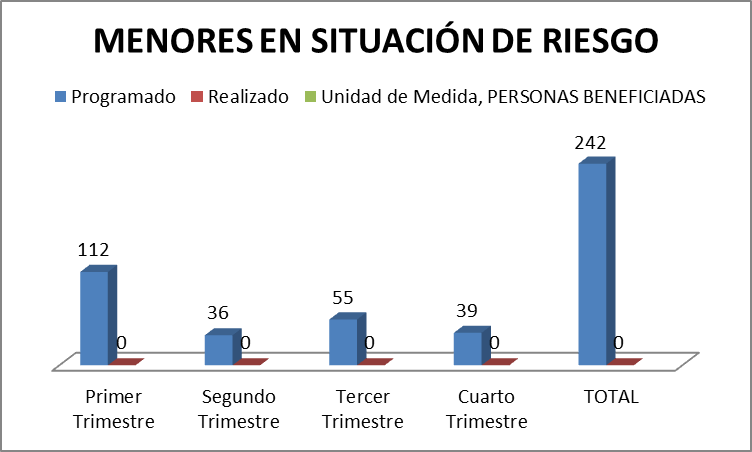 MENORES EN SITUACIÓN DE RIESGO
Programado Realizado Unidad de Medida, PERSONAS BENEFICIADAS
242
112
55
36
39
0 0 0 0 0
Primer Trimestre
Segundo Trimestre
Tercer Trimestre
Cuarto Trimestre
TOTAL